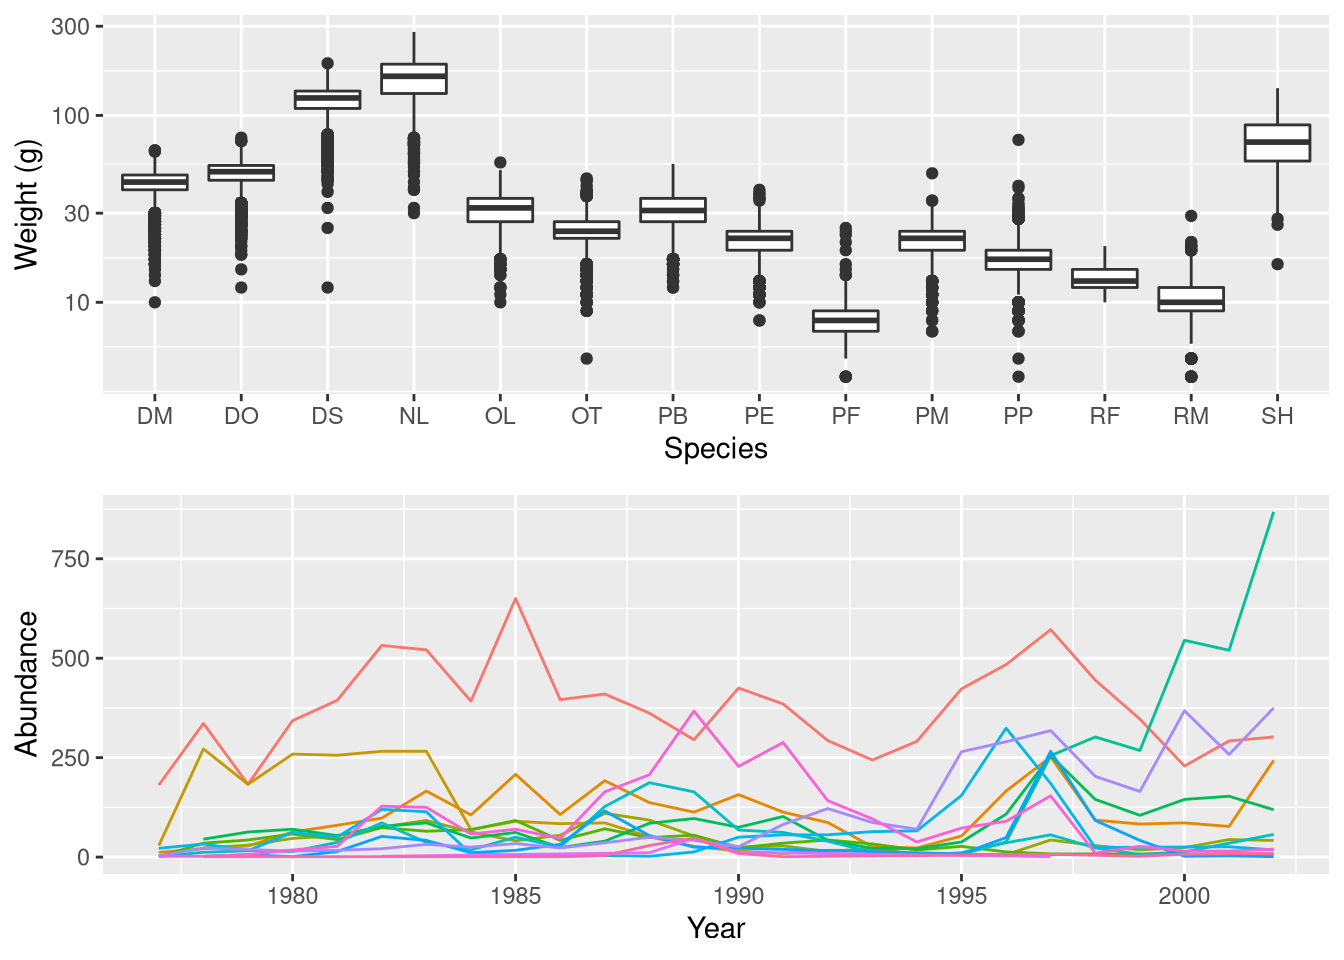 300
100
30
10
Weight (g)
DM DO DS NL OL OT PB PE PF PM PP RF RM SH
Species
750
500
250
0
Abundance
1980 1985 1990 1995 2000
Year